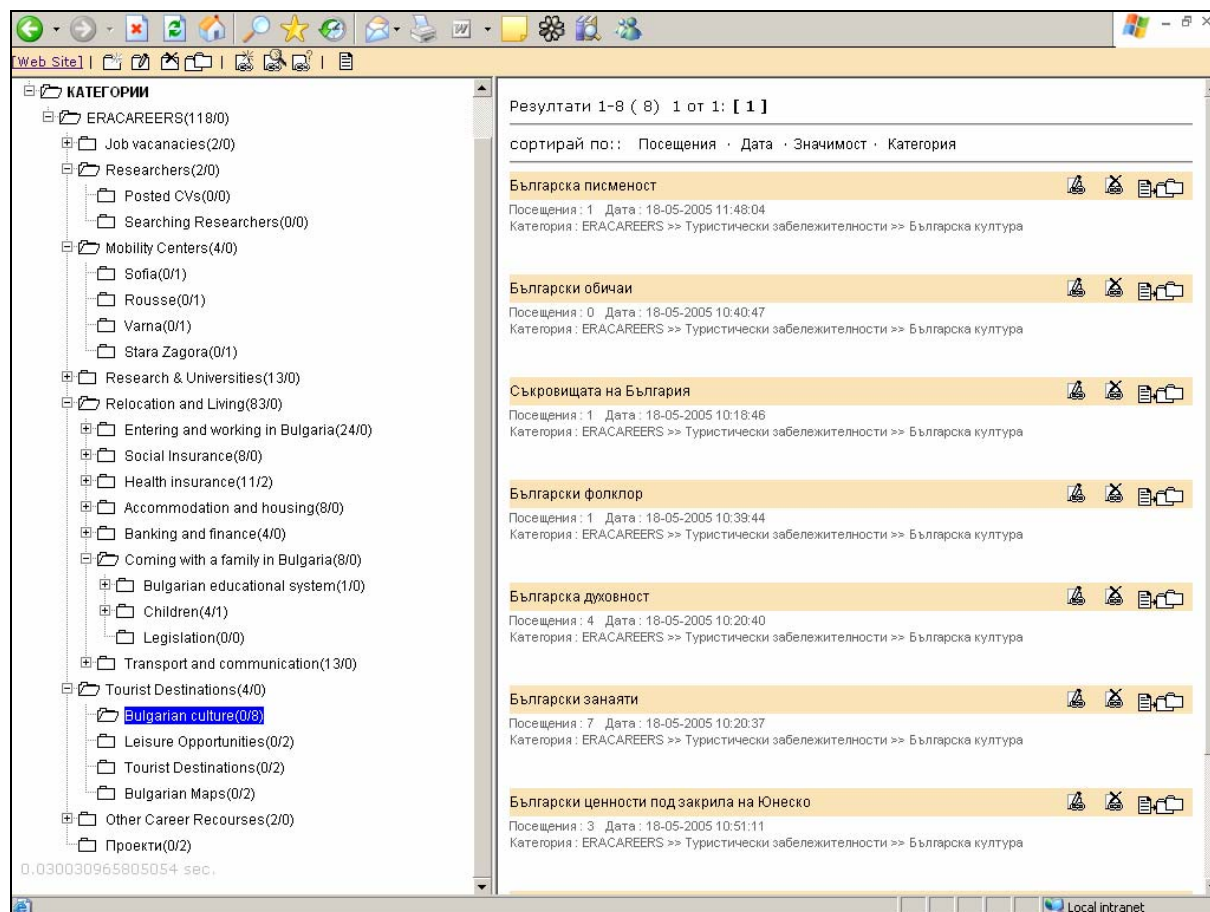 [Web Site] | | |
КАТЕГОРИИ
ERACAREERS(118/0)
Job vacanacies(2/0)
Researchers(2/0)
Posted CVs(0/0)
Searching Researchers(0/0)
Mobility Centers(4/0)
Sofia(0/1)
Rousse(0/1)
Varna(0/1)
Stara Zagora(0/1)
Research & Universities(13/0)
Relocation and Living(83/0)
Entering and working in Bulgaria(24/0)
Social Insurance(8/0)
Health insurance(11/2)
Accommodation and housing(8/0)
Banking and finance(4/0)
Coming with a family in Bulgaria(8/0)
Bulgarian educational system(1/0)
Children(4/1)
Legislation(0/0)
Transport and communication(13/0)
Tourist Destinations(4/0)
Bulgarian culture(0/8)
Leisure Opportunities(0/2)
Tourist Destinations(0/2)
Bulgarian Maps(0/2)
Other Career Recourses(2/0)
Проекти(0/2)
0.030030965805054 sec.
Резултати 1-8 ( 8) 1 от 1: [ 1 ]
сортирай по:: Посещения · Дата · Значимост · Категория
Българска писменост
Посещения : 1 Дата : 18-05-2005 11:48:04
Категория : ERACAREERS >> Туристически забележителности >> Българска култура
Български обичаи
Посещения : 0 Дата : 18-05-2005 10:40:47
Категория : ERACAREERS >> Туристически забележителности >> Българска култура
Съкровищата на България
Посещения : 1 Дата : 18-05-2005 10:18:46
Категория : ERACAREERS >> Туристически забележителности >> Българска култура
Български фолклор
Посещения : 1 Дата : 18-05-2005 10:39:44
Категория : ERACAREERS >> Туристически забележителности >> Българска култура
Българска духовност
Посещения : 4 Дата : 18-05-2005 10:20:40
Категория : ERACAREERS >> Туристически забележителности >> Българска култура
Български занаяти
Посещения : 7 Дата : 18-05-2005 10:20:37
Категория : ERACAREERS >> Туристически забележителности >> Българска култура
Български ценности под закрила на Юнеско
Посещения : 3 Дата : 18-05-2005 10:51:11
Категория : ERACAREERS >> Туристически забележителности >> Българска култура
Local intranet